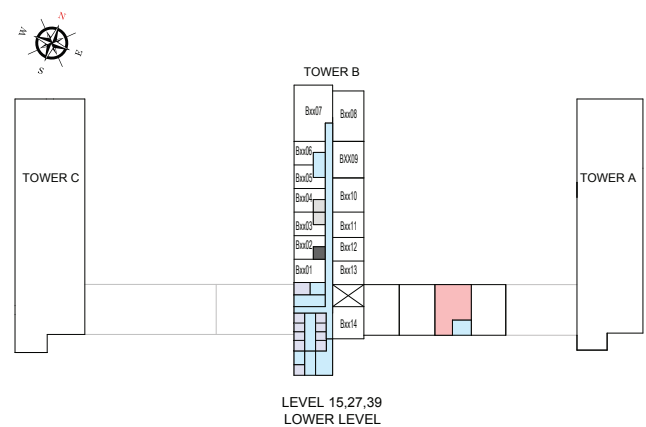 N
W
E
S
TOWER B
Bxx07
Bxx08
Bxx06
BXX09
Bxx05
TOWER C
TOWER A
Bxx04
Bxx10
Bxx03
Bxx11
Bxx02
Bxx12
Bxx01
Bxx13
Bxx14
LEVEL 15,27,39
LOWER LEVEL